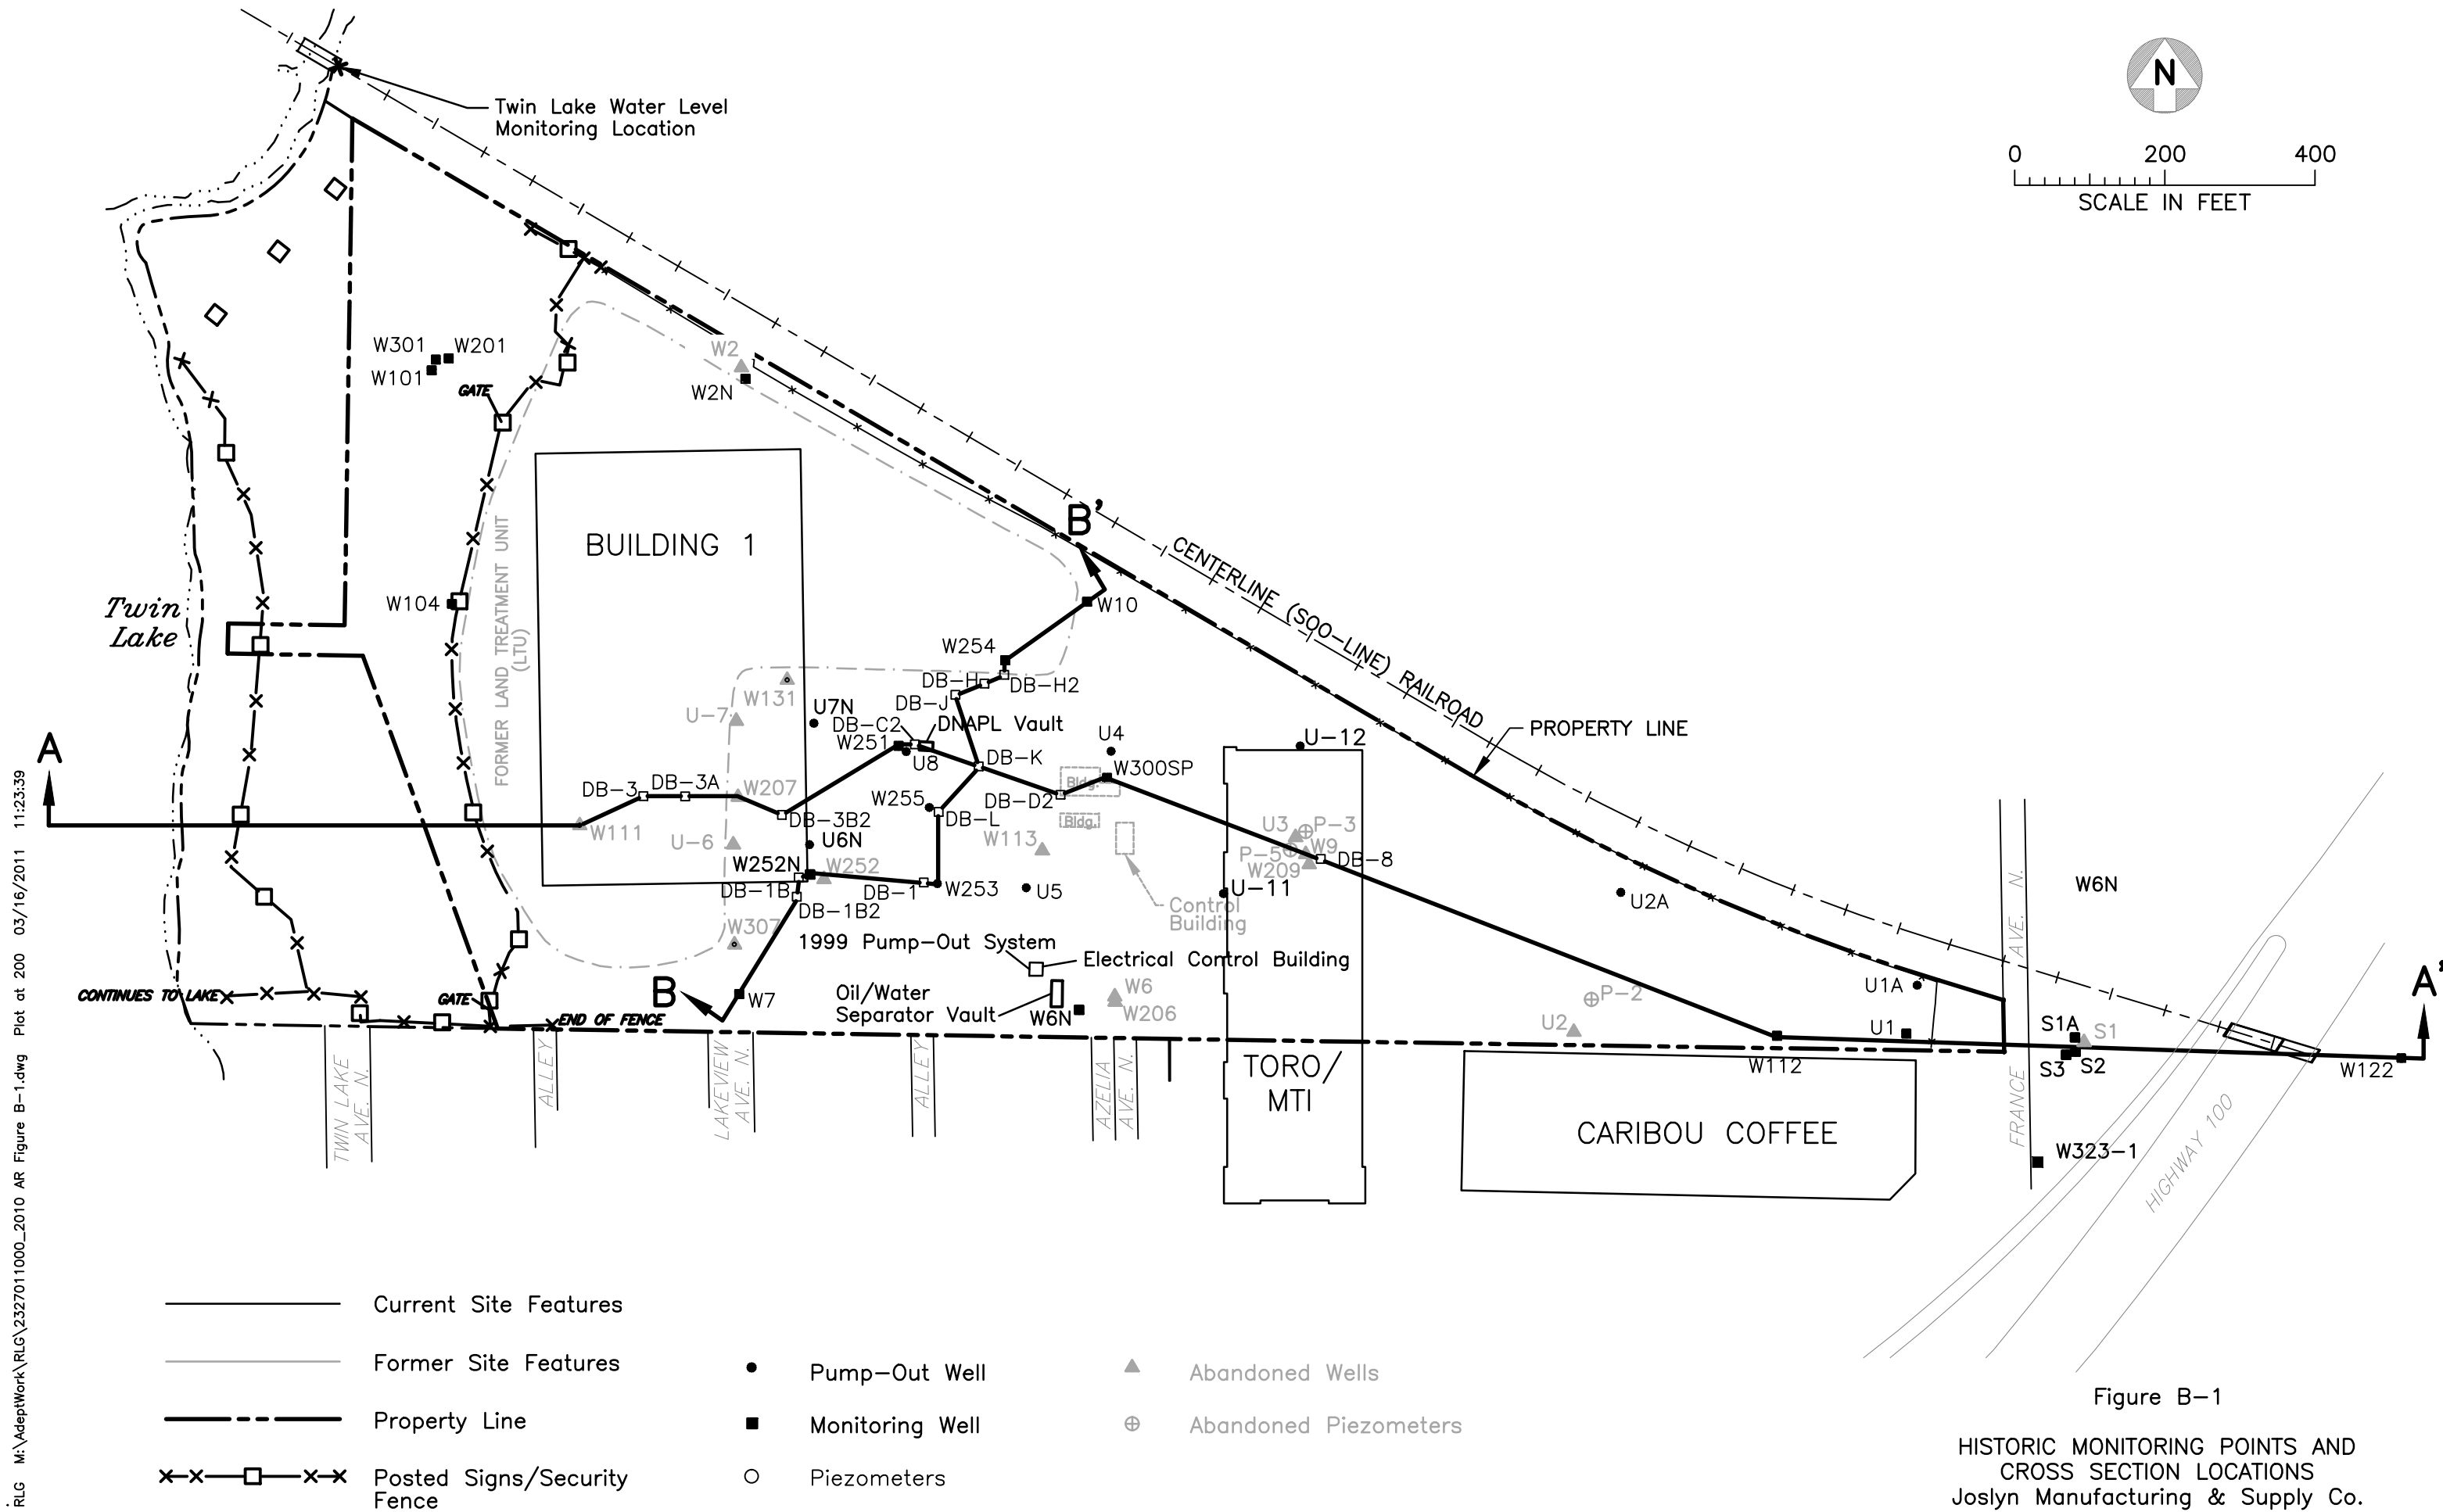 N
0 200 400
SCALE IN FEET
Twin Lake Water Level
Monitoring Location
W301
W201
W101
GATE
W2
W2N
BUILDING 1
FORMER LAND TREATMENT UNIT
(LTU)
B'
CENTERLINE (SOO-LINE) RAILROAD
PROPERTY LINE
Twin
Lake
W104
W10
W254
DB-H
DB-H2
DB-J
W131
U-7
U7N
DB-C2
DNAPL Vault
W251
U8
DB-K
U4
U-12
W300SP
Bldg.
Bldg.
A
DB-3
DB-3A
W207
W255
DB-D2
DB-3B2
DB-L
W111
U-6
U6N
W113
U3
P-3
P-5
W9
W209
DB-8
W252N
W252
DB-1B
DB-1
W253
U5
U-11
U2A
W6N
DB-1B2
Control
Building
W307
1999 Pump-Out System
Electrical Control Building
FRANCE AVE. N.
CONTINUES TO LAKE
GATE
END OF FENCE
B
W7
Oil/Water
Separator Vault
W6N
W6
W206
P-2
U2
U1A
U1
A'
S1A
S1
S3
S2
W122
W112
TWIN LAKE
AVE. N.
ALLEY
LAKEVIEW
AVE. N.
ALLEY
AZELIA
AVE. N.
TORO/
MTI
CARIBOU COFFEE
W323-1
HIGHWAY 100
Current Site Features
Former Site Features
Property Line
Posted Signs/Security
Fence
Pump-Out Well
Monitoring Well
Piezometers
Abandoned Wells
Abandoned Piezometers
Figure B-1
HISTORIC MONITORING POINTS AND
CROSS SECTION LOCATIONS
Joslyn Manufacturing & Supply Co.
RLG M:\AdeptWork\RLG\2327011000_2010 AR Figure B-1.dwg Plot at 200 03/16/2011 11:23:39